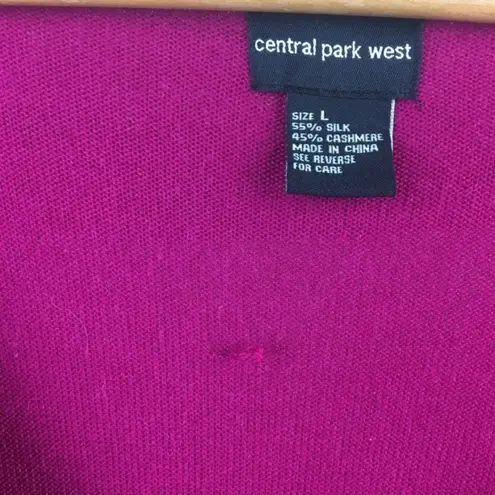 central park west
SIZE L
55% SILK
45% CASHMERE
MADE IN CHINA
SEE REVERSE
FOR CARE